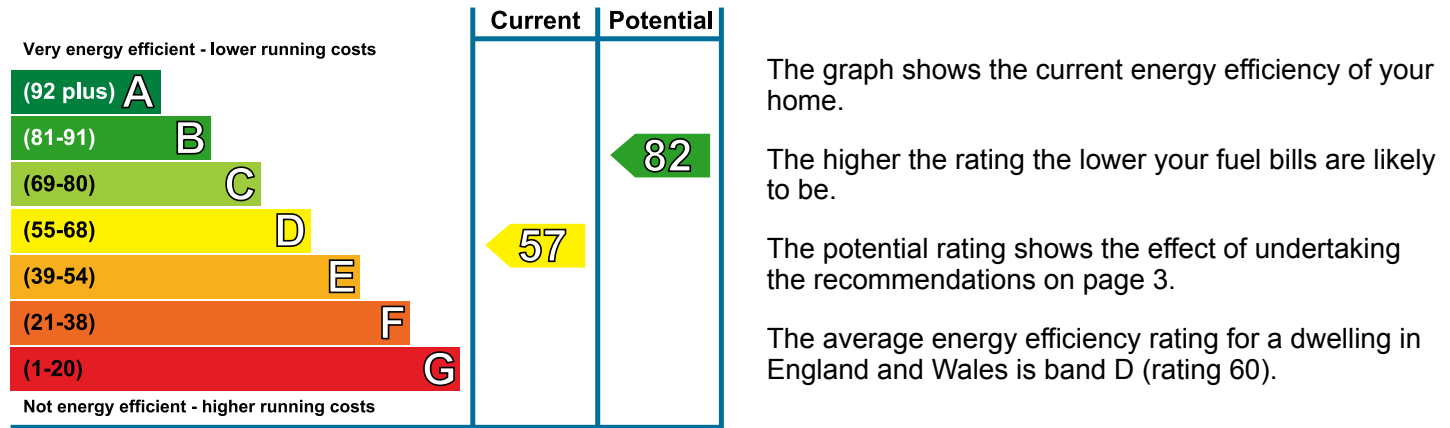 Current Potential
Very energy efficient - lower running costs
(92 plus) A
(81-91) B
82
(69-80) C
(55-68) D
57
(39-54) E
(21-38) F
(1-20) G
Not energy efficient - higher running costs
The graph shows the current energy efficiency of your
home.
The higher the rating the lower your fuel bills are likely
to be.
The potential rating shows the effect of undertaking
the recommendations on page 3.
The average energy efficiency rating for a dwelling in
England and Wales is band D (rating 60).